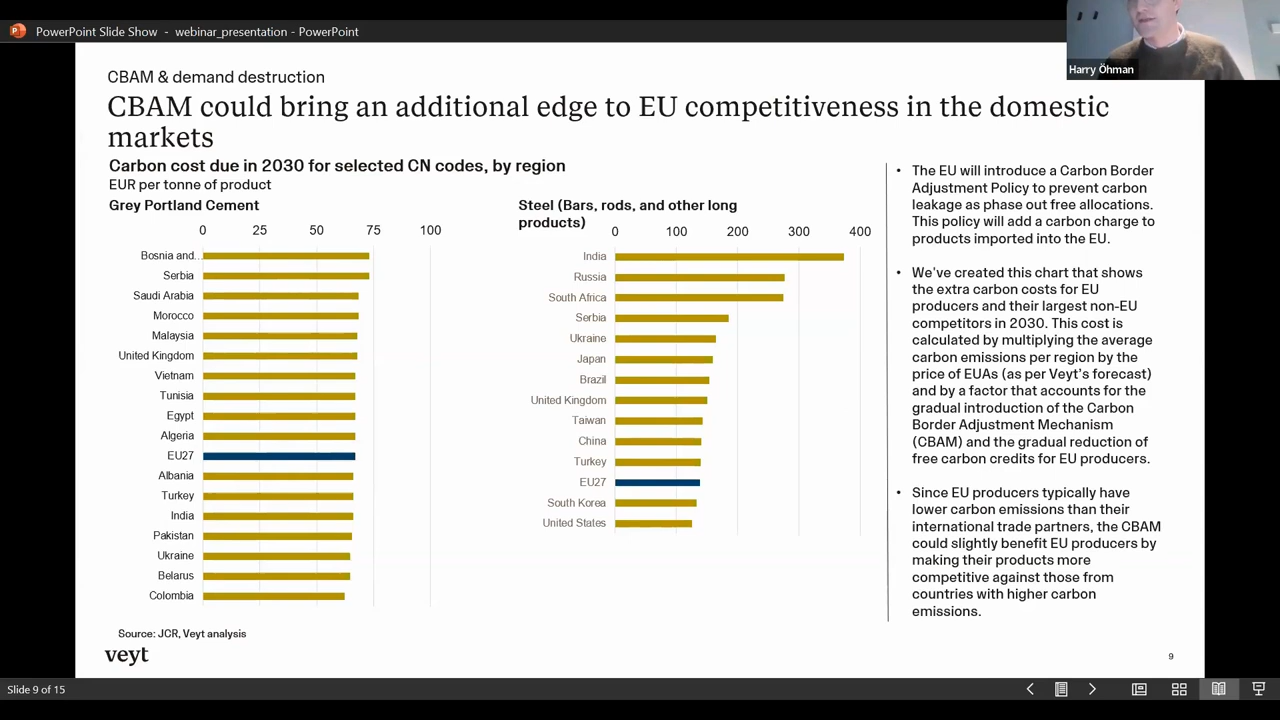 PowerPoint Slide Show - webinar_presentation - PowerPoint
Harry Öhman
CBAM & demand destruction
CBAM could bring an additional edge to EU competitiveness in the domestic
markets
Carbon cost due in 2030 for selected CN codes, by region
EUR per tonne of product
Grey Portland Cement
0 25 50 75 100
Bosnia and...
Serbia
Saudi Arabia
Morocco
Malaysia
United Kingdom
Vietnam
Tunisia
Egypt
Algeria
EU27
Albania
Turkey
India
Pakistan
Ukraine
Belarus
Colombia
Steel (Bars, rods, and other long
products)
0 100 200 300 400
India
Russia
South Africa
Serbia
Ukraine
Japan
Brazil
United Kingdom
Taiwan
China
Turkey
EU27
South Korea
United States
• The EU will introduce a Carbon Border
Adjustment Policy to prevent carbon
leakage as phase out free allocations.
This policy will add a carbon charge to
products imported into the EU.
• We've created this chart that shows
the extra carbon costs for EU
producers and their largest non-EU
competitors in 2030. This cost is
calculated by multiplying the average
carbon emissions per region by the
price of EUAs (as per Veyt's forecast)
and by a factor that accounts for the
gradual introduction of the Carbon
Border Adjustment Mechanism
(CBAM) and the gradual reduction of
free carbon credits for EU producers.
• Since EU producers typically have
lower carbon emissions than their
international trade partners, the CBAM
could slightly benefit EU producers by
making their products more
competitive against those from
countries with higher carbon
emissions.
Source: JCR, Veyt analysis
veyt
9
Slide 9 of 15